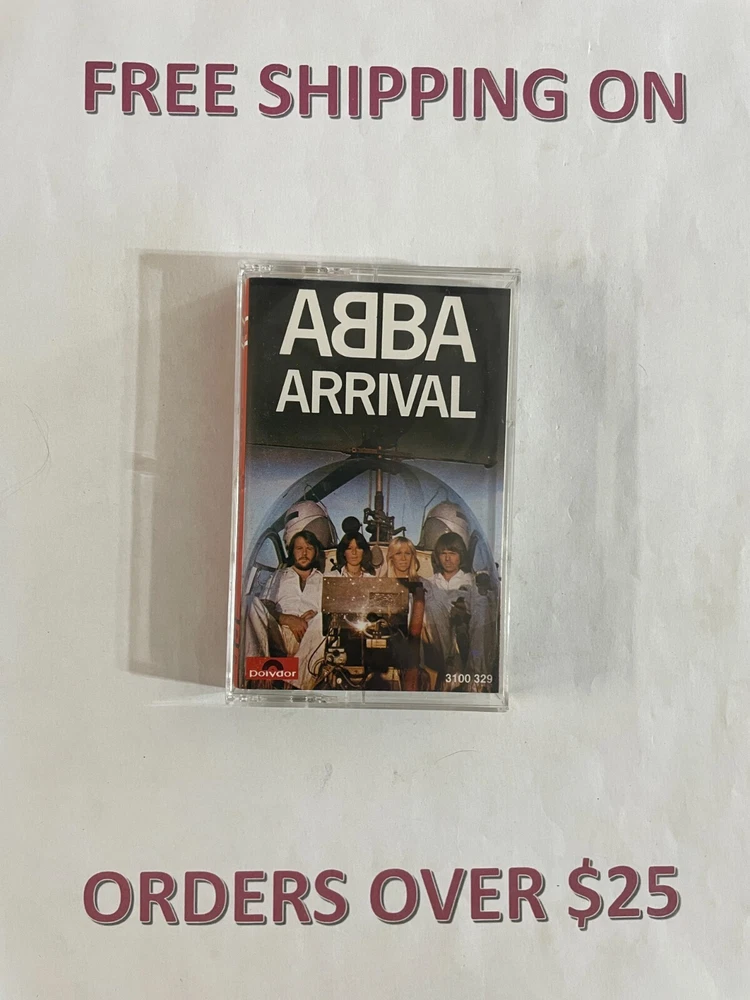 FREE SHIPPING ON
ABBA
ARRIVAL
Polydor
3100 329
ORDERS OVER $25